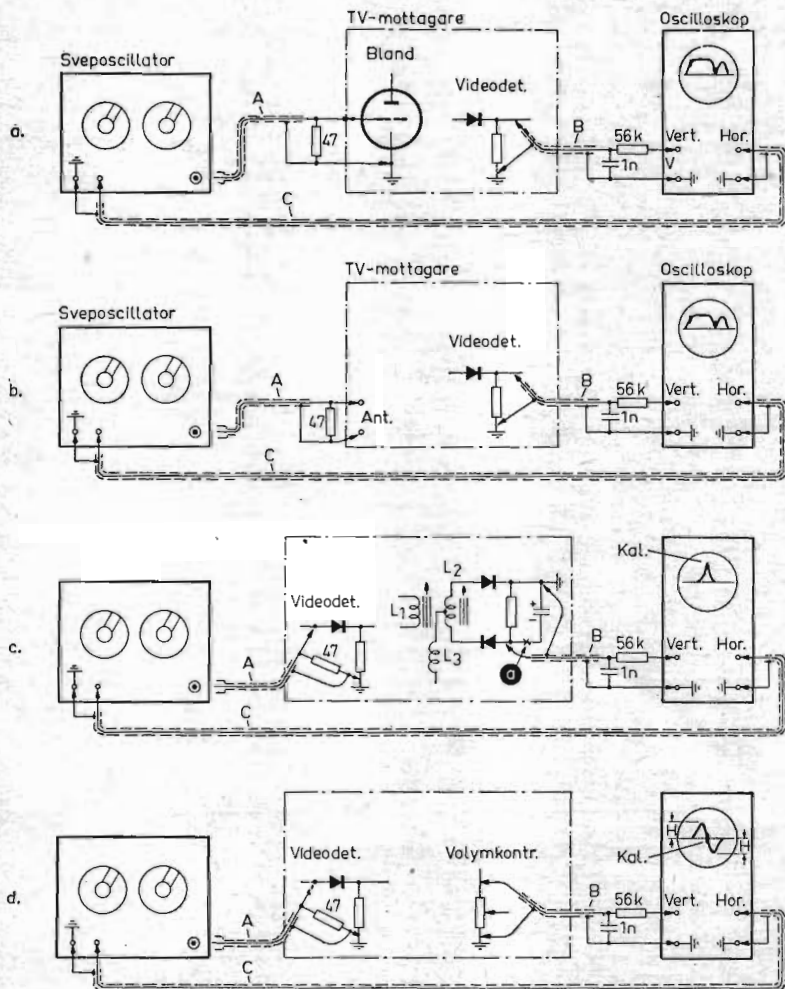 TV-mottagare
Oscilloskop
Sveposcillator
Bland
Videodet.
A
a.
47
B
56k
Vert.
Hor.
1n
V
C
TV-mottagare
Oscilloskop
Sveposcillator
Videodet.
A
b.
47
Ant.
B
56k
Vert.
Hor.
1n
C
Kal.
L2
Videodet.
L1
+
-
c.
47
A
L3
a
B
56k
Vert.
Hor.
1n
C
H
H
Videodet.
Volymkontr.
Kal.
d.
47
A
B
56k
Vert.
Hor.
1n
C